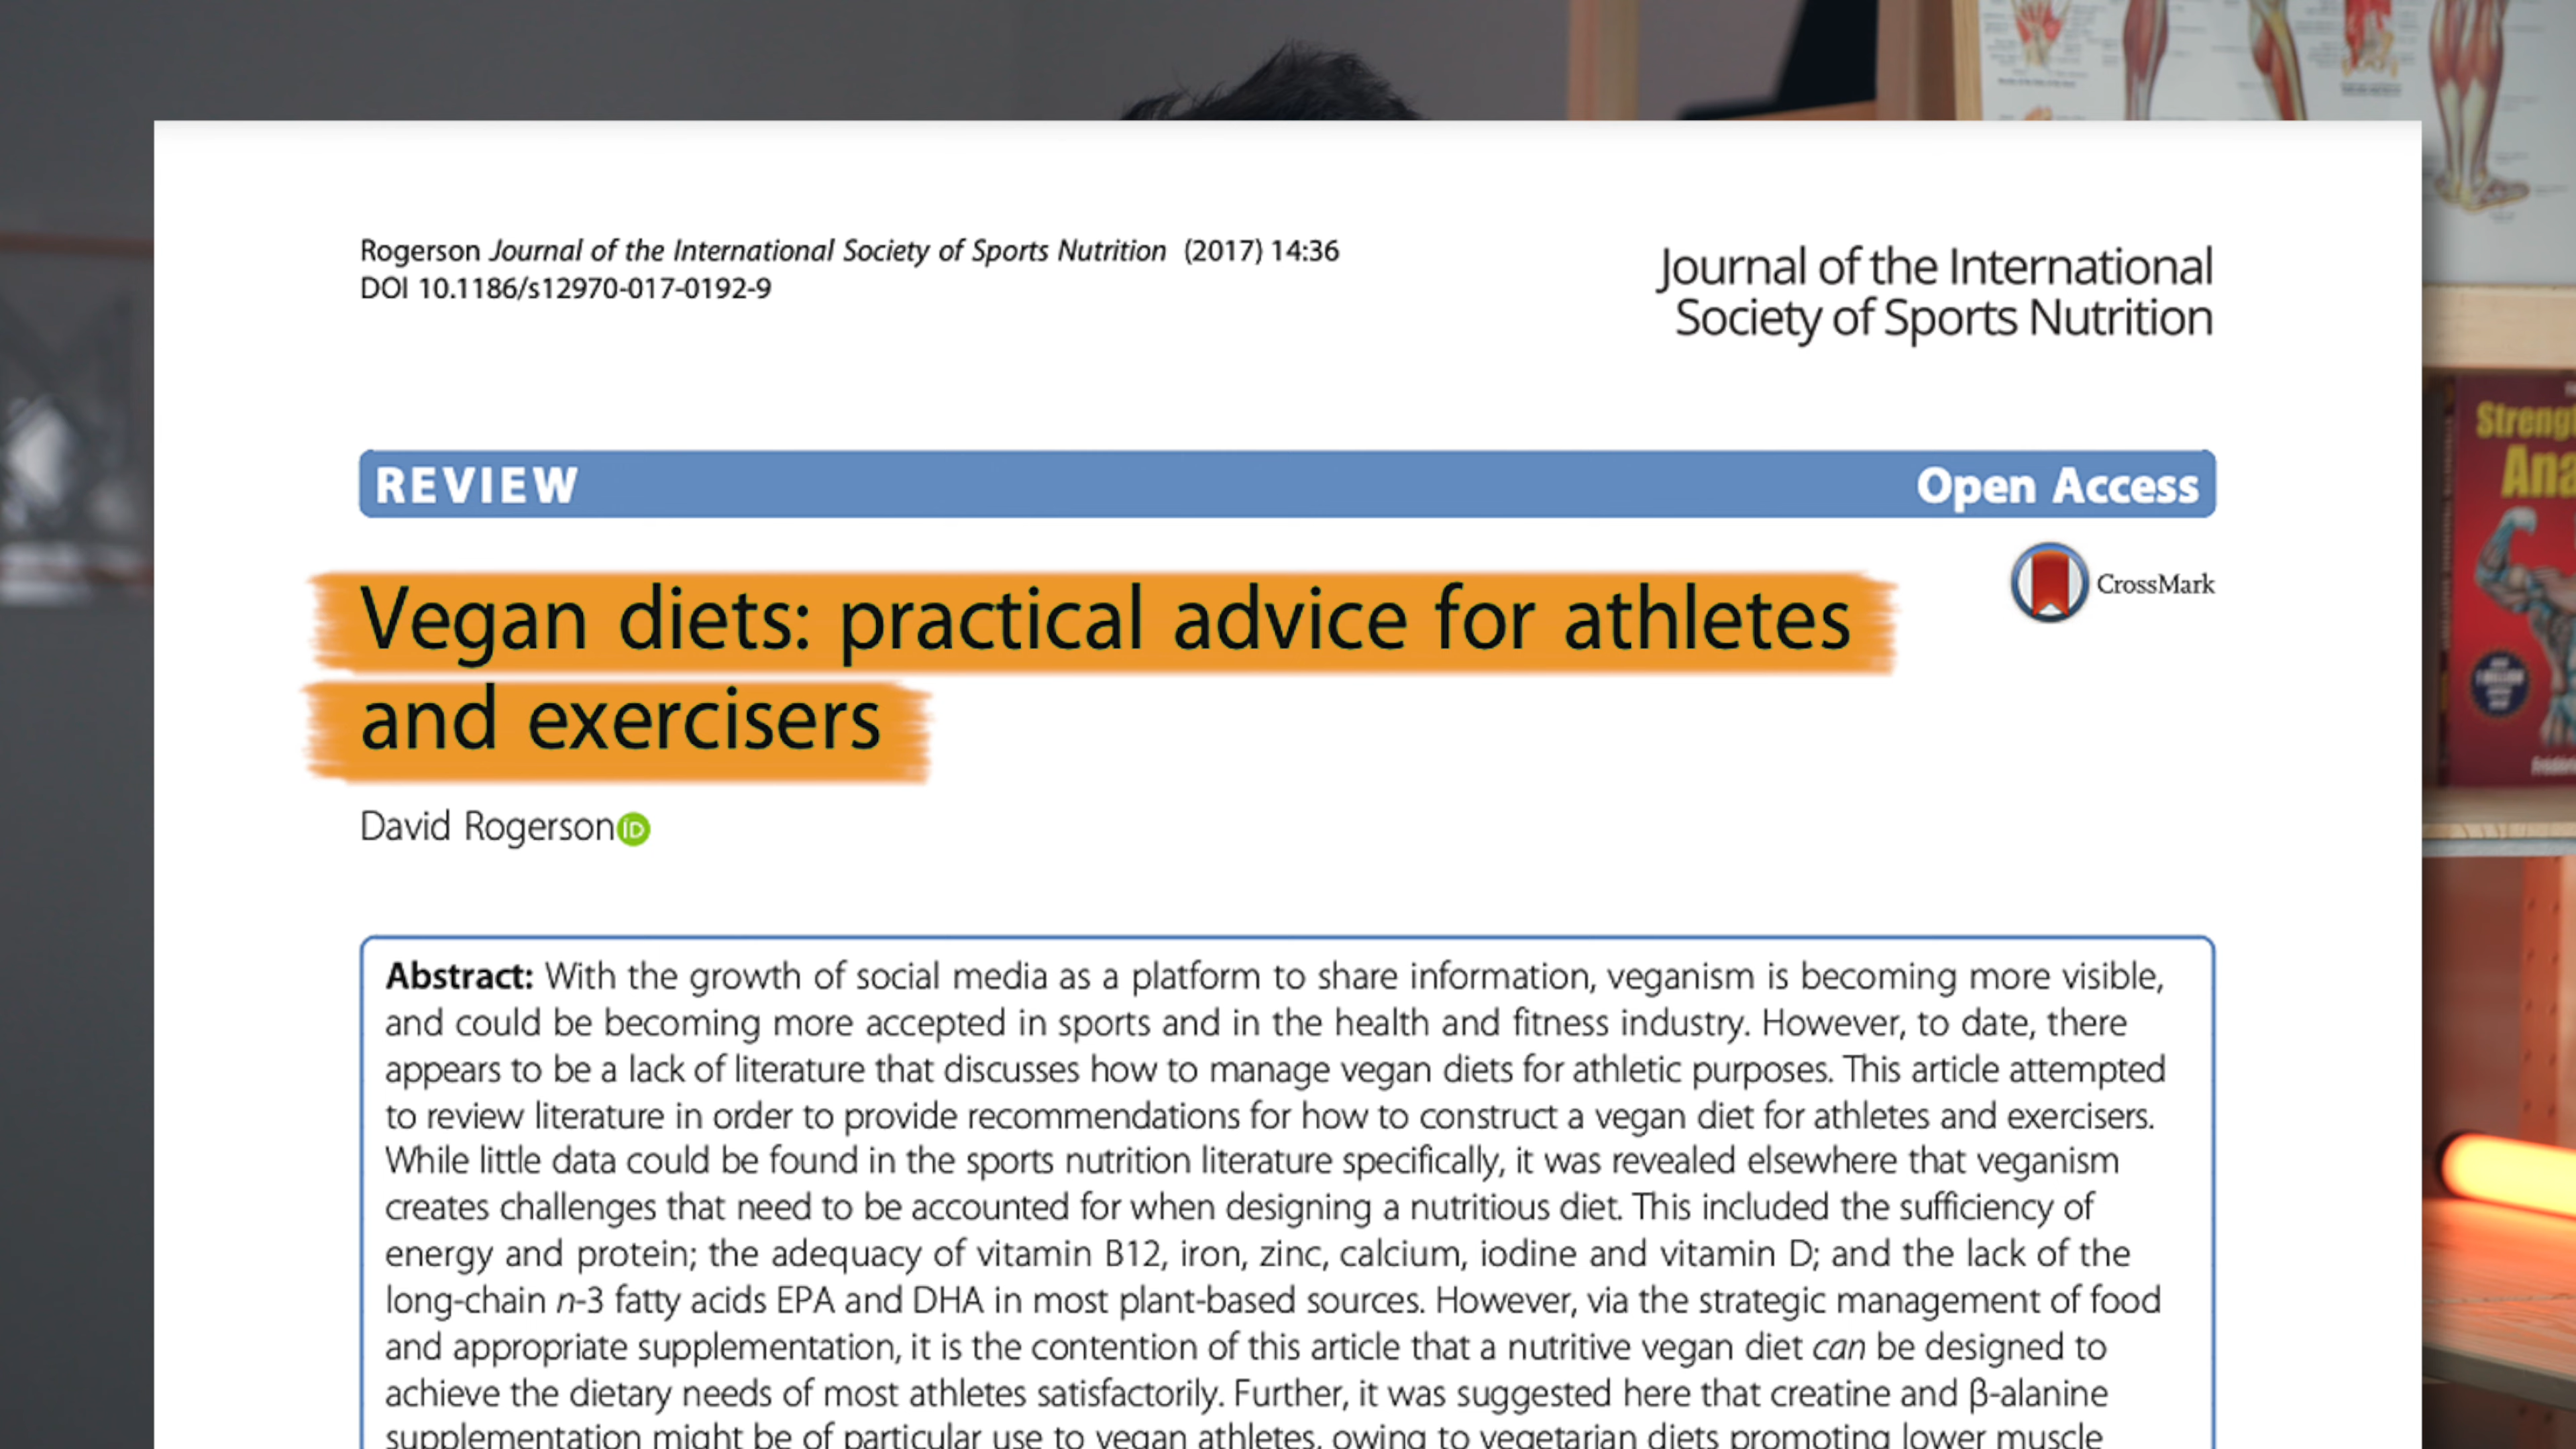 Rogerson Journal of the International Society of Sports Nutrition (2017) 14:36
DOI 10.1186/s12970-017-0192-9
Journal of the International
Society of Sports Nutrition
REVIEW
Open Access
CrossMark
Vegan diets: practical advice for athletes
and exercisers
David Rogerson
iD
Abstract: With the growth of social media as a platform to share information, veganism is becoming more visible,
and could be becoming more accepted in sports and in the health and fitness industry. However, to date, there
appears to be a lack of literature that discusses how to manage vegan diets for athletic purposes. This article attempted
to review literature in order to provide recommendations for how to construct a vegan diet for athletes and exercisers.
While little data could be found in the sports nutrition literature specifically, it was revealed elsewhere that veganism
creates challenges that need to be accounted for when designing a nutritious diet. This included the sufficiency of
energy and protein; the adequacy of vitamin B12, iron, zinc, calcium, iodine and vitamin D; and the lack of the
long-chain n-3 fatty acids EPA and DHA in most plant-based sources. However, via the strategic management of food
and appropriate supplementation, it is the contention of this article that a nutritive vegan diet can be designed to
achieve the dietary needs of most athletes satisfactorily. Further, it was suggested here that creatine and β-alanine
supplementation might be of particular use to vegan athletes, owing to vegetarian diets promoting lower muscle
Streng
Ana